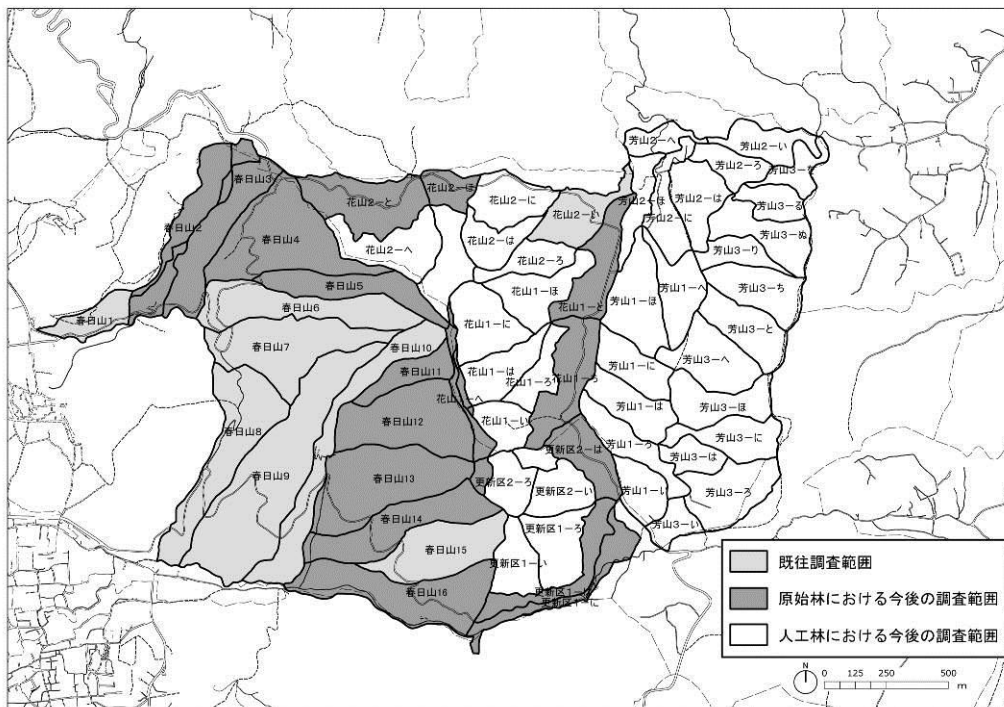 芳山2-へ
芳山2-い
芳山2-ろ
春日山3
花山2-ほ
花山2-に
花山2-と
花山2-い
芳山2-ほ
芳山2-は
芳山2-に
芳山3-る
春日山2
春日山4
花山2-へ
花山2-は
花山2-ろ
芳山3-ぬ
芳山3-り
春日山5
花山1-ほ
芳山1-へ
芳山3-ち
春日山6
花山1-と
芳山1-ほ
春日山1
花山1-に
芳山3-と
春日山7
春日山10
芳山3-へ
春日山11
花山1-は
花山1-ろ
芳山1-に
春日山12
花山1-い
芳山1-は
芳山3-ほ
春日山8
更新区2-は
芳山1-ろ
芳山3-に
芳山3-は
春日山9
春日山13
更新区2-ろ
更新区2-い
芳山1-い
芳山3-ろ
春日山14
更新区1-ろ
芳山3-い
春日山15
更新区1-い
春日山16
更新区1-に
既往調査範囲
原始林における今後の調査範囲
人工林における今後の調査範囲
N
0 125 250 500
m